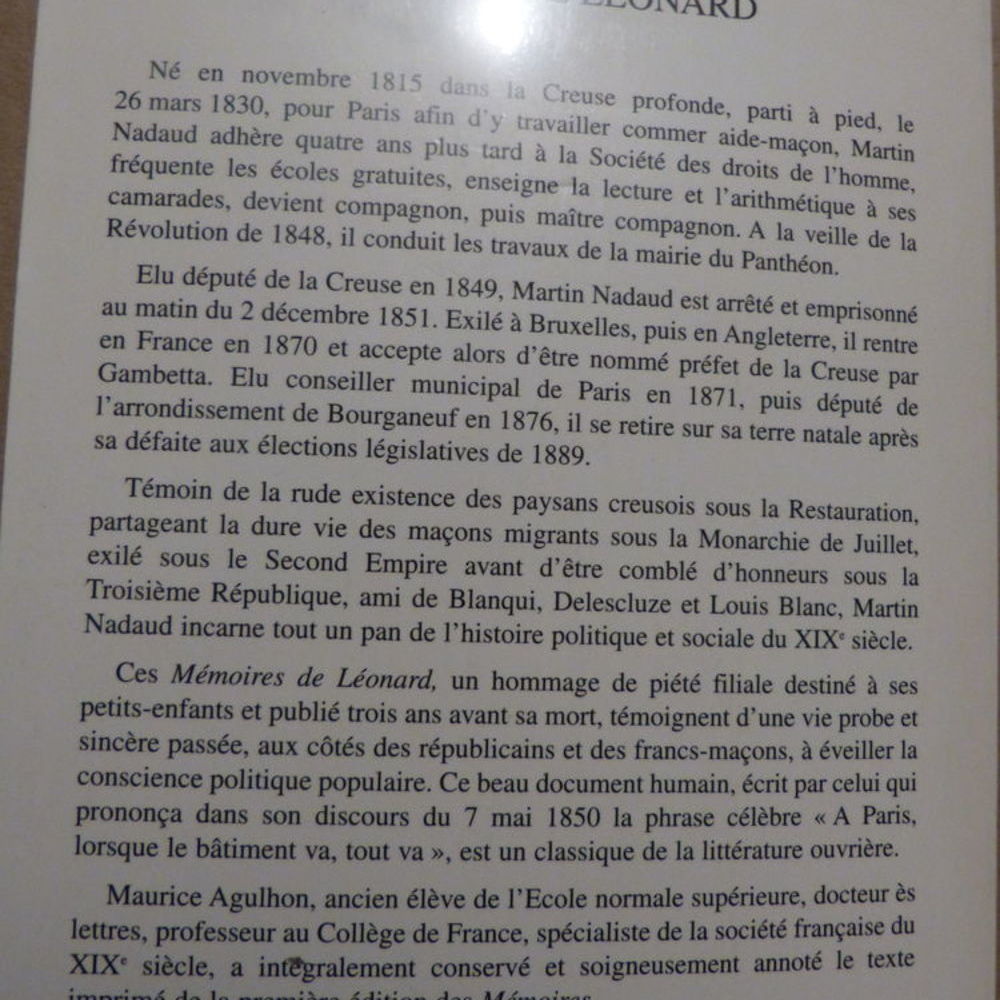 LÉONARD
Né en novembre 1815 dans la Creuse profonde, parti à pied, le
26 mars 1830, pour Paris afin d'y travailler commer aide-maçon, Martin
Nadaud adhère quatre ans plus tard à la Société des droits de l'homme,
fréquente les écoles gratuites, enseigne la lecture et l'arithmétique à ses
camarades, devient compagnon, puis maître compagnon. A la veille de la
Révolution de 1848, il conduit les travaux de la mairie du Panthéon.
Elu député de la Creuse en 1849, Martin Nadaud est arrêté et emprisonné
au matin du 2 décembre 1851. Exilé à Bruxelles, puis en Angleterre, il rentre
en France en 1870 et accepte alors d'être nommé préfet de la Creuse par
Gambetta. Elu conseiller municipal de Paris en 1871, puis député de
l'arrondissement de Bourganeuf en 1876, il se retire sur sa terre natale après
sa défaite aux élections législatives de 1889.
Témoin de la rude existence des paysans creusois sous la Restauration,
partageant la dure vie des maçons migrants sous la Monarchie de Juillet,
exilé sous le Second Empire avant d'être comblé d'honneurs sous la
Troisième République, ami de Blanqui, Delescluze et Louis Blanc, Martin
Nadaud incarne tout un pan de l'histoire politique et sociale du XIXe siècle.
Ces Mémoires de Léonard, un hommage de piété filiale destiné à ses
petits-enfants et publié trois ans avant sa mort, témoignent d'une vie probe et
sincère passée, aux côtés des républicains et des francs-maçons, à éveiller la
conscience politique populaire. Ce beau document humain, écrit par celui qui
prononça dans son discours du 7 mai 1850 la phrase célèbre « A Paris,
lorsque le bâtiment va, tout va », est un classique de la littérature ouvrière.
Maurice Agulhon, ancien élève de l'Ecole normale supérieure, docteur ès
lettres, professeur au Collège de France, spécialiste de la société française du
XIXe siècle, a intégralement conservé et soigneusement annoté le texte
imprimé de la première édition des Mémoires.